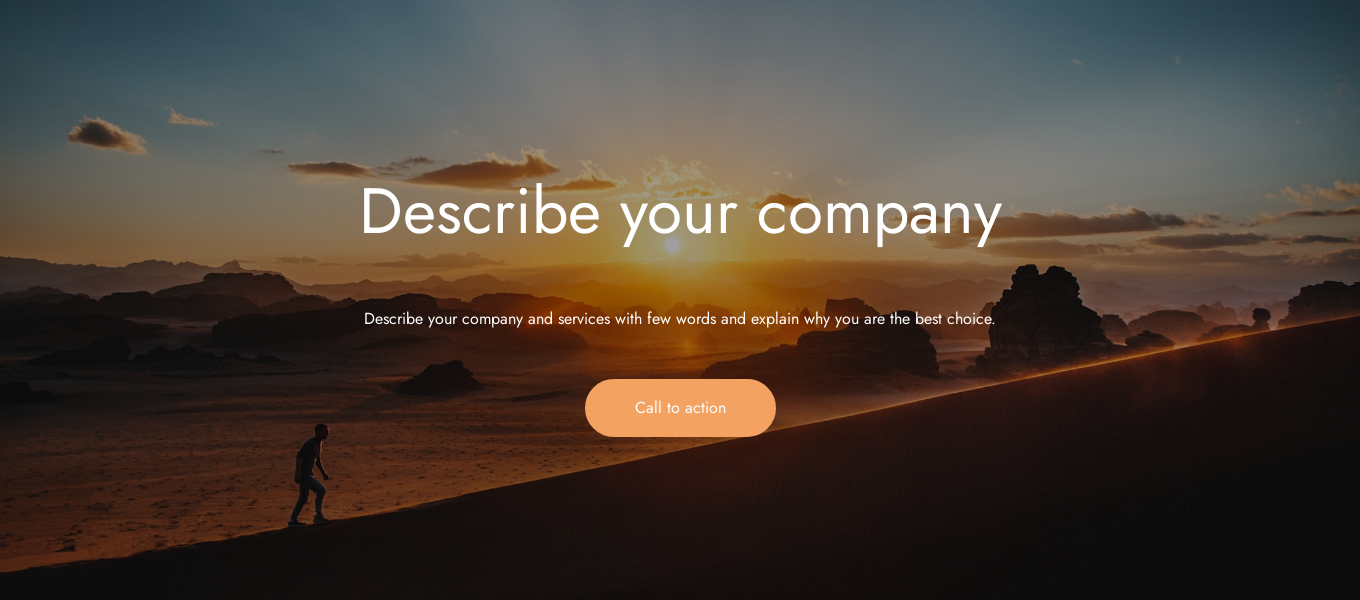 Describe your company
Describe your company and services with few words and explain why you are the best choice.
Call to action